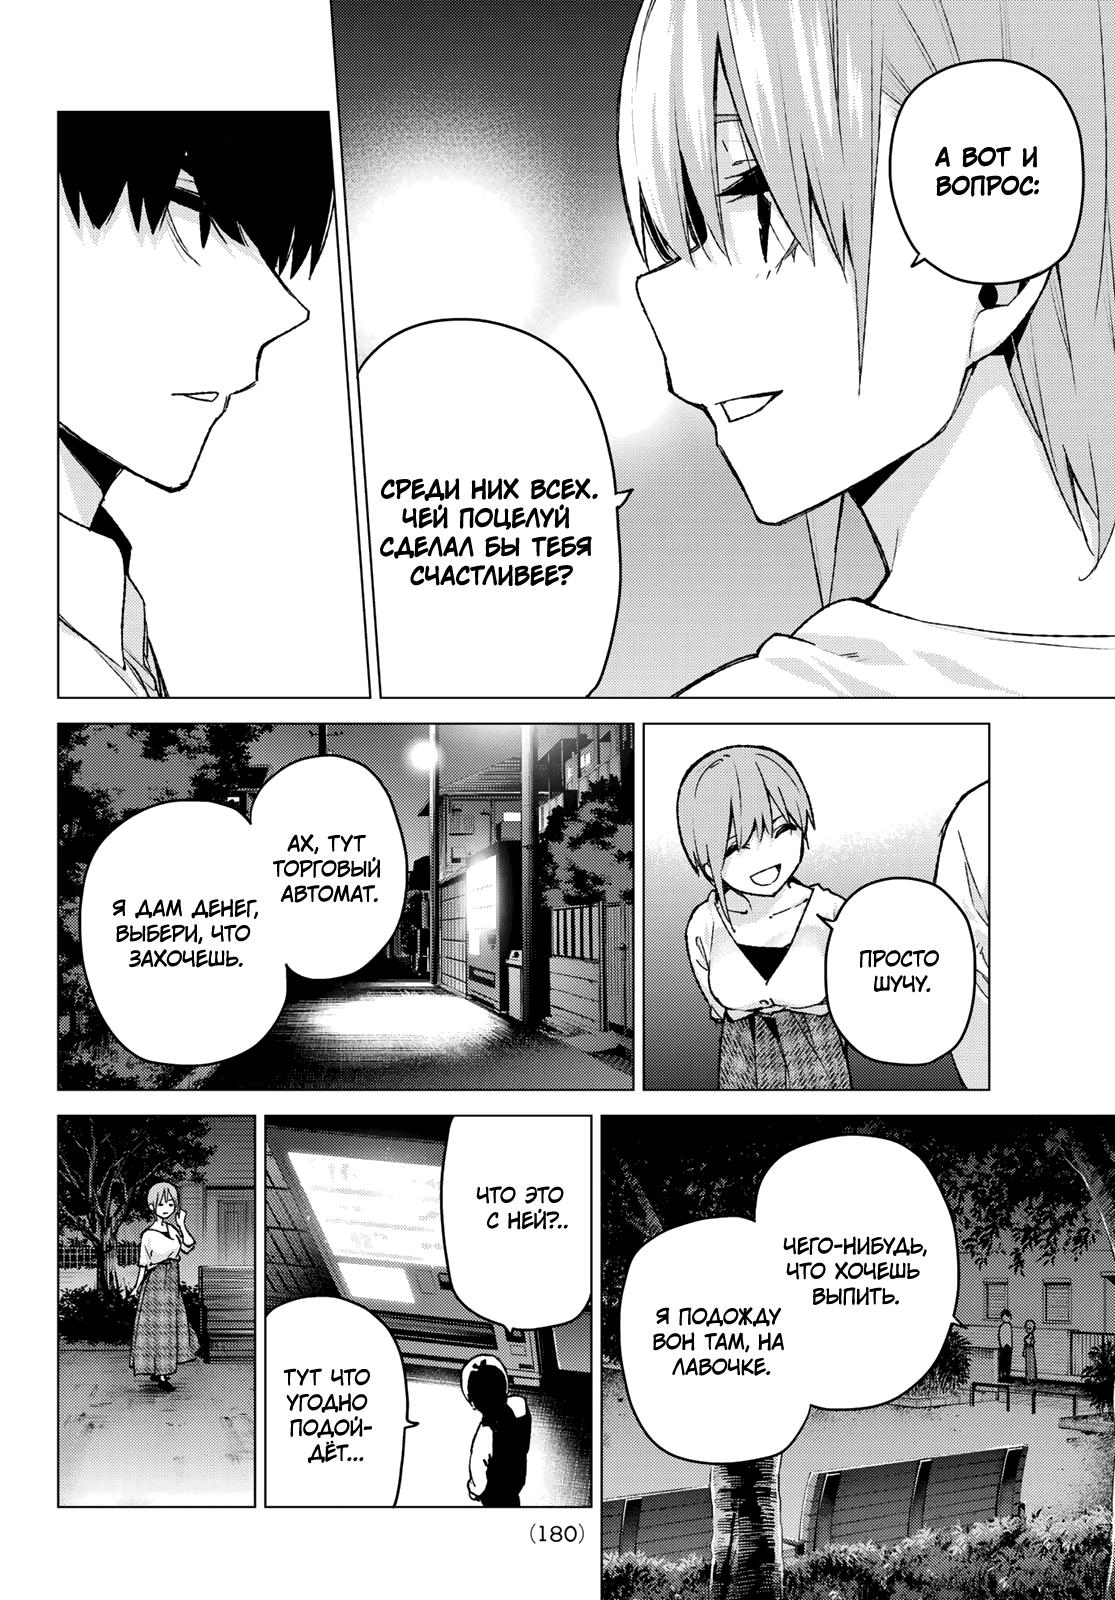 А ВОТ И
ВОПРОС:
СРЕДИ НИХ ВСЕХ.
ЧЕЙ ПОЦЕЛУЙ
СДЕЛАЛ БЫ ТЕБЯ
СЧАСТЛИВЕЕ?
ПРОСТО
ШУЧУ.
АХ, ТУТ
ТОРГОВЫЙ
АВТОМАТ.
Я ДАМ ДЕНЕГ,
ВЫБЕРИ, ЧТО
ЗАХОЧЕШЬ.
ЧЕГО-НИБУДЬ,
ЧТО ХОЧЕШЬ
ВЫПИТЬ.
Я ПОДОЖДУ
ВОН ТАМ, НА
ЛАВОЧКЕ.
ЧТО ЭТО
С НЕЙ?..
ТУТ ЧТО
УГОДНО
ПОДОЙ-
ДЁТ...
(180)